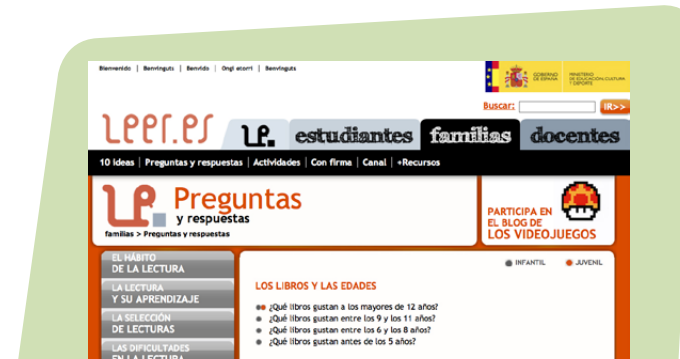 Bienvenido | Benvinguts | Benvido | Ongi etorri | Benvinguts
GOBIERNO DE ESPAÑA
MINISTERIO DE EDUCACIÓN, CULTURA Y DEPORTE
Buscar: IR>>
Leer.es le. estudiantes familias docentes
10 ideas | Preguntas y respuestas | Actividades | Con firma | Canal | +Recursos
le. Preguntas
y respuestas
familias > Preguntas y respuestas
PARTICIPA EN
EL BLOG DE
LOS VIDEOJUEGOS
EL HÁBITO
DE LA LECTURA
LA LECTURA
Y SU APRENDIZAJE
LA SELECCIÓN
DE LECTURAS
LAS DIFICULTADES
EN LA LECTURA
INFANTIL JUVENIL
LOS LIBROS Y LAS EDADES
¿Qué libros gustan a los mayores de 12 años?
¿Qué libros gustan entre los 9 y los 11 años?
¿Qué libros gustan entre los 6 y los 8 años?
¿Qué libros gustan antes de los 5 años?